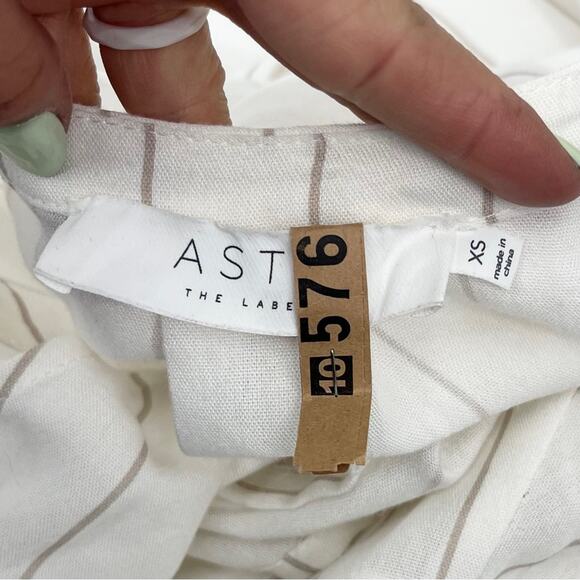 AST
THE LABE
10 576
XS
made in
china